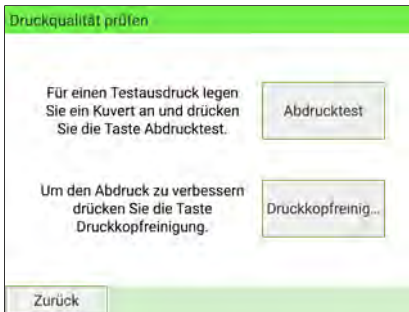 Druckqualität prüfen
Für einen Testausdruck legen
Sie ein Kuvert an und drücken
Sie die Taste Abdrucktest.
Abdrucktest
Um den Abdruck zu verbessern
drücken Sie die Taste
Druckkopfreinigung.
Druckkopfreinig...
Zurück